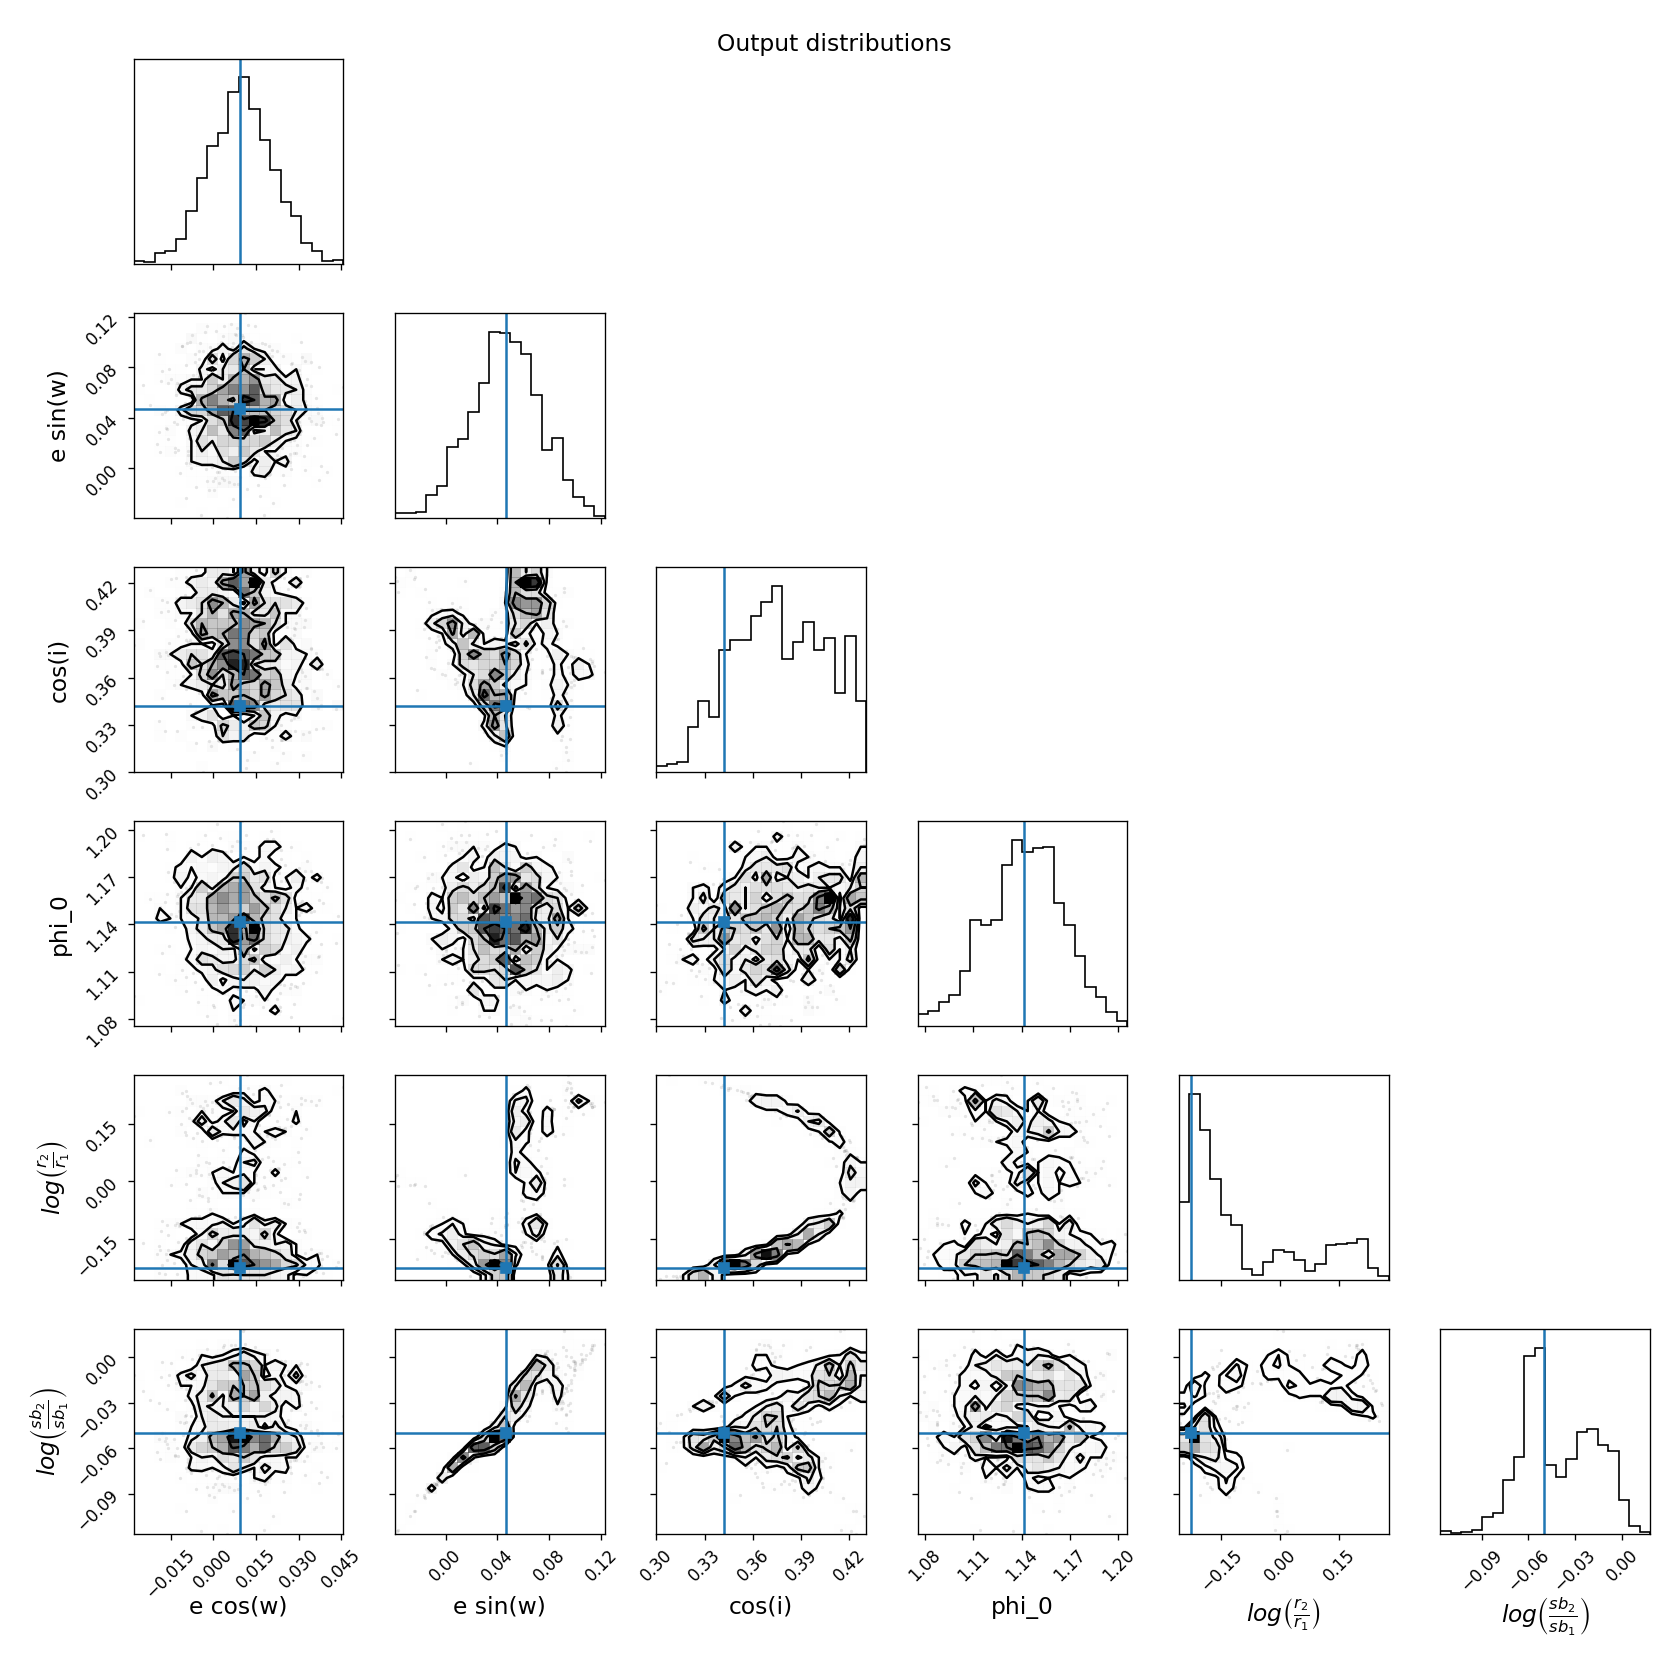 Output distributions
0.12
0.08
0.04
0.00
e sin(w)
0.42
0.39
0.36
0.33
0.30
cos(i)
1.20
1.17
1.14
1.11
1.08
phi_0
0.15
0.00
−0.15
log(r₂/r₁)
0.00
−0.03
−0.06
−0.09
log(sb₂/sb₁)
−0.015 0.000 0.015 0.030 0.045
0.00 0.04 0.08 0.12
0.30 0.33 0.36 0.39 0.42
1.08 1.11 1.14 1.17 1.20
−0.15 0.00 0.15
−0.09 −0.06 −0.03 0.00
e cos(w) e sin(w) cos(i) phi_0 log(r₂/r₁) log(sb₂/sb₁)